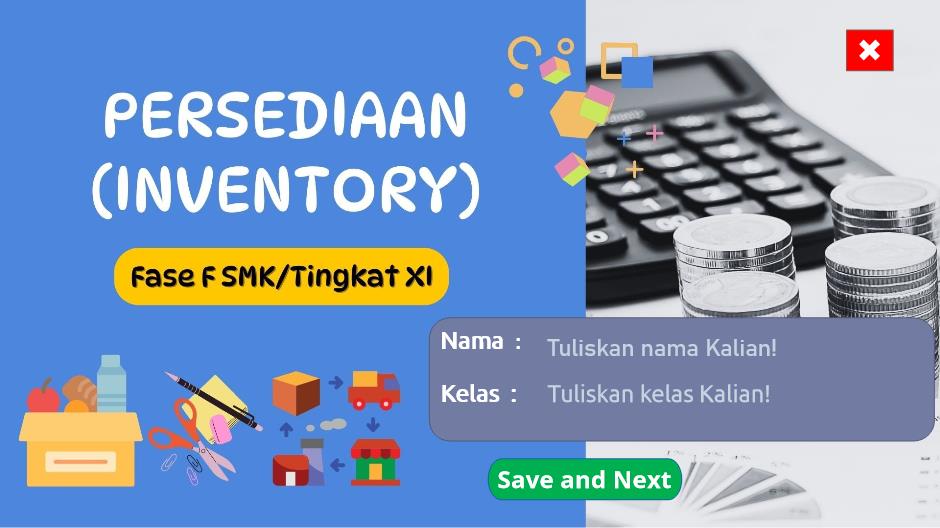 PERSEDIAAN
(INVENTORY)
Fase F SMK/Tingkat XI
Nama : Tuliskan nama Kalian!
Kelas : Tuliskan kelas Kalian!
Save and Next